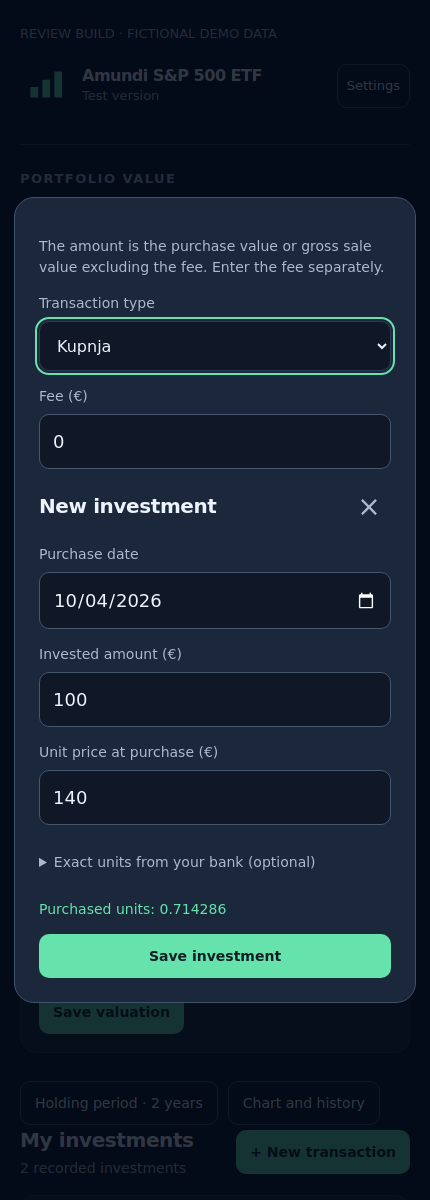 REVIEW BUILD · FICTIONAL DEMO DATA
Amundi S&P 500 ETF
Test version
Settings
PORTFOLIO VALUE
The amount is the purchase value or gross sale
value excluding the fee. Enter the fee separately.
Transaction type
Kupnja
Fee (€)
0
New investment
Purchase date
10/04/2026
Invested amount (€)
100
Unit price at purchase (€)
140
Exact units from your bank (optional)
Purchased units: 0.714286
Save investment
Save valuation
Holding period · 2 years
Chart and history
My investments
2 recorded investments
+ New transaction